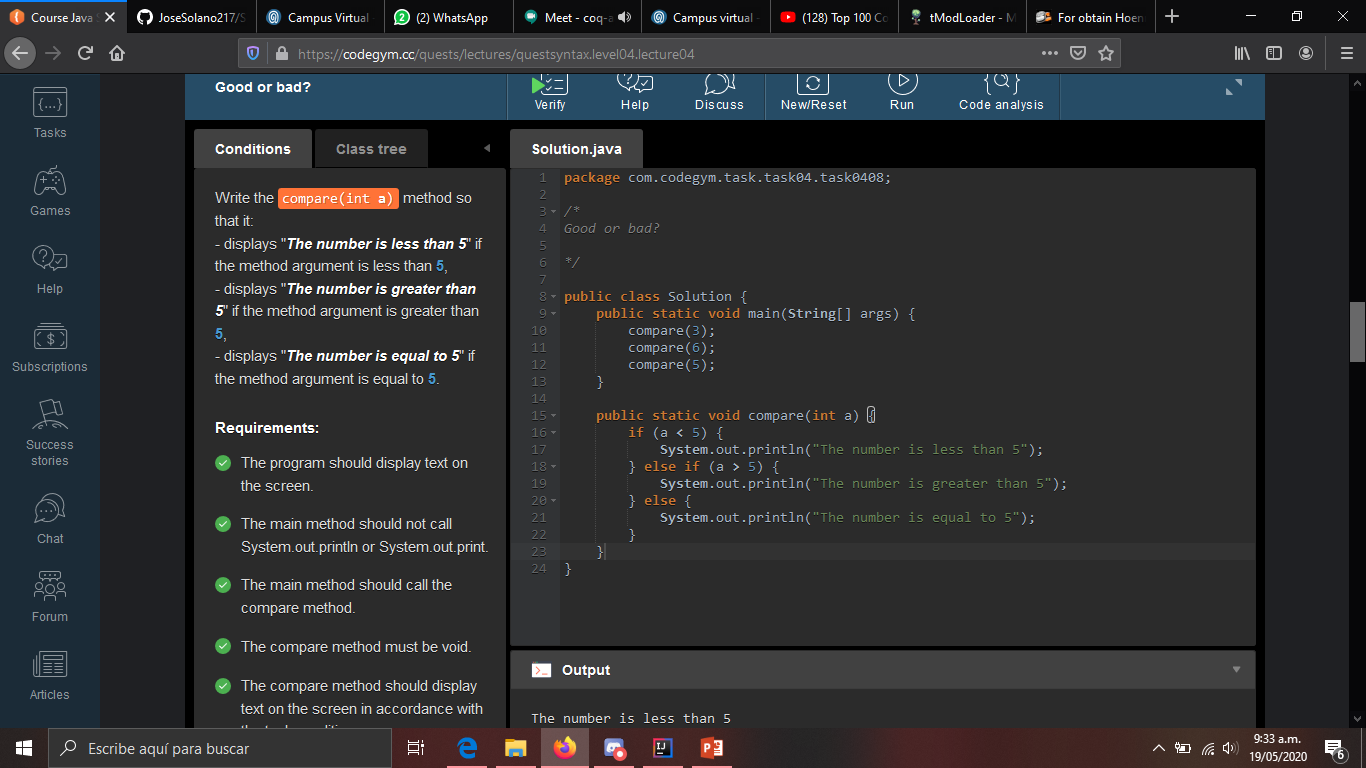 Course Java S
JoseSolano217/S
Campus Virtual
(2) WhatsApp
Meet - coq-a
Campus virtual
(128) Top 100 Co
tModLoader - M
For obtain Hoen
https://codegym.cc/quests/lectures/questsyntax.level04.lecture04
Tasks
Games
Help
Subscriptions
Success
stories
Chat
Forum
Articles
Good or bad?
Verify
Help
Discuss
New/Reset
Run
Code analysis
Conditions
Class tree
Write the compare(int a) method so
that it:
- displays "The number is less than 5" if
the method argument is less than 5,
- displays "The number is greater than
5" if the method argument is greater than
5,
- displays "The number is equal to 5" if
the method argument is equal to 5.
Requirements:
The program should display text on
the screen.
The main method should not call
System.out.println or System.out.print.
The main method should call the
compare method.
The compare method must be void.
The compare method should display
text on the screen in accordance with
Solution.java
1 package com.codegym.task.task04.task0408;
2
3 /*
4 Good or bad?
5
6 */
7
8 public class Solution {
9 public static void main(String[] args) {
10 compare(3);
11 compare(6);
12 compare(5);
13 }
14
15 public static void compare(int a) {
16 if (a < 5) {
17 System.out.println("The number is less than 5");
18 } else if (a > 5) {
19 System.out.println("The number is greater than 5");
20 } else {
21 System.out.println("The number is equal to 5");
22 }
23 }
24 }
Output
The number is less than 5
Escribe aquí para buscar
9:33 a.m.
19/05/2020
6